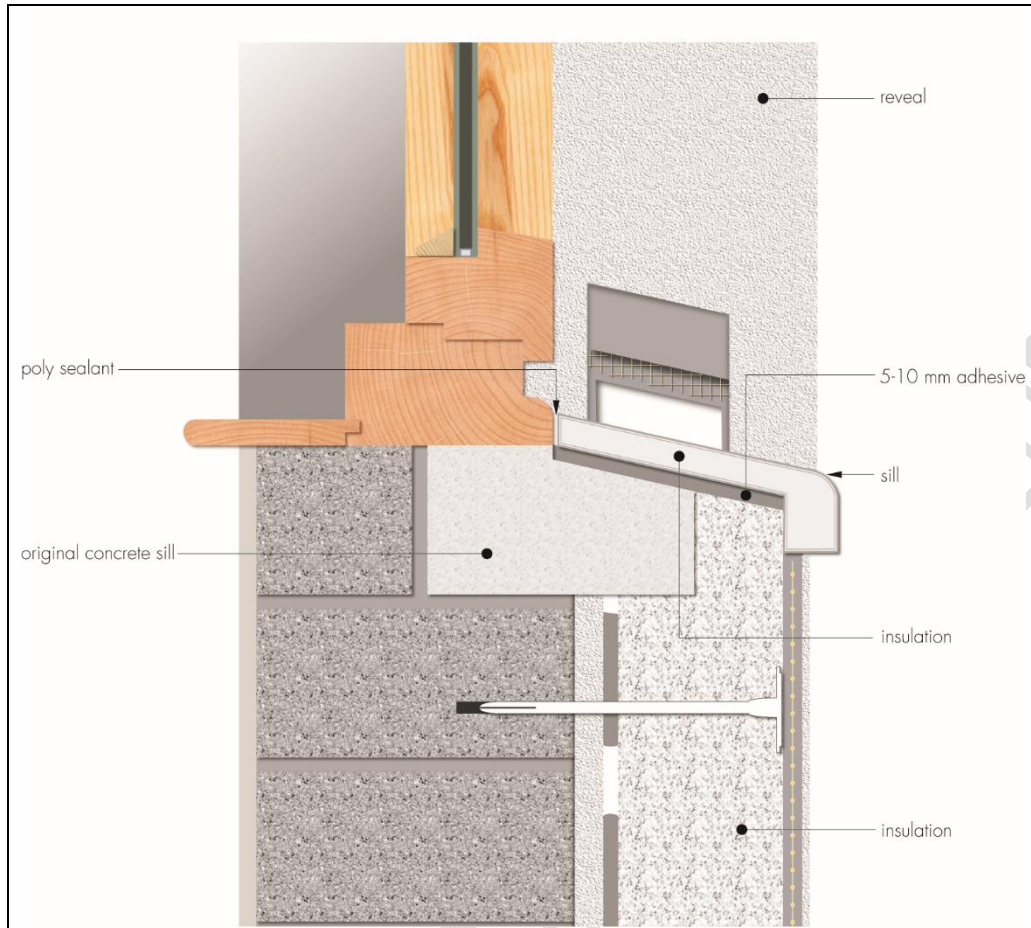 reveal
poly sealant
5-10 mm adhesive
sill
original concrete sill
insulation
insulation